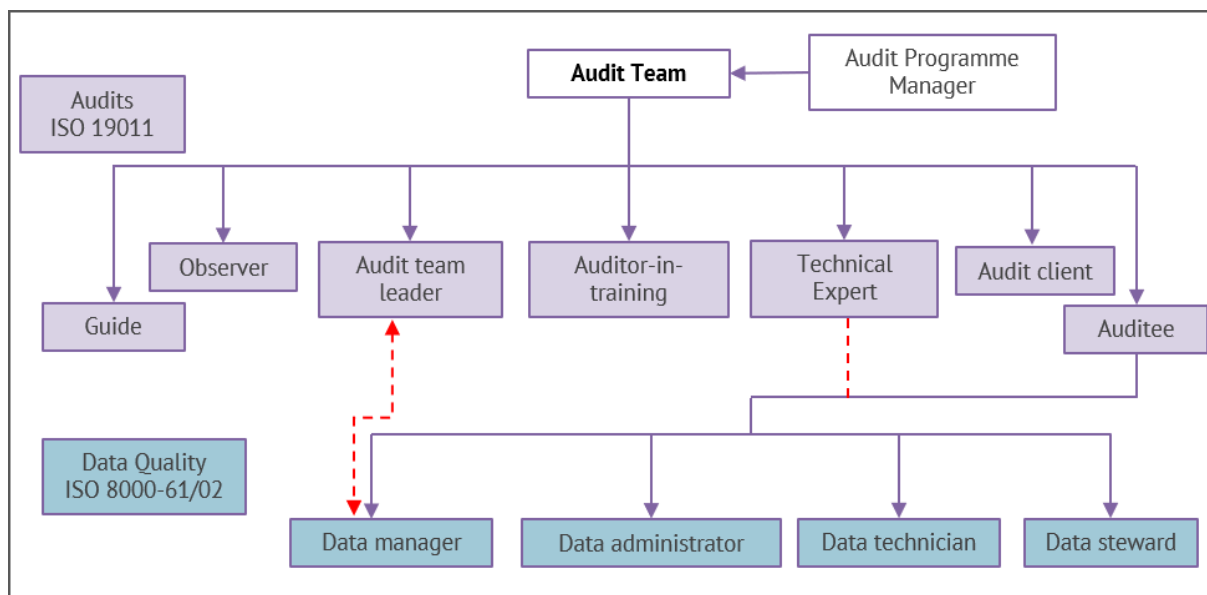 Audit Team
Audit Programme
Manager
Audits
ISO 19011
Observer
Audit team
leader
Auditor-in-
training
Technical
Expert
Audit client
Guide
Auditee
Data Quality
ISO 8000-61/02
Data manager
Data administrator
Data technician
Data steward